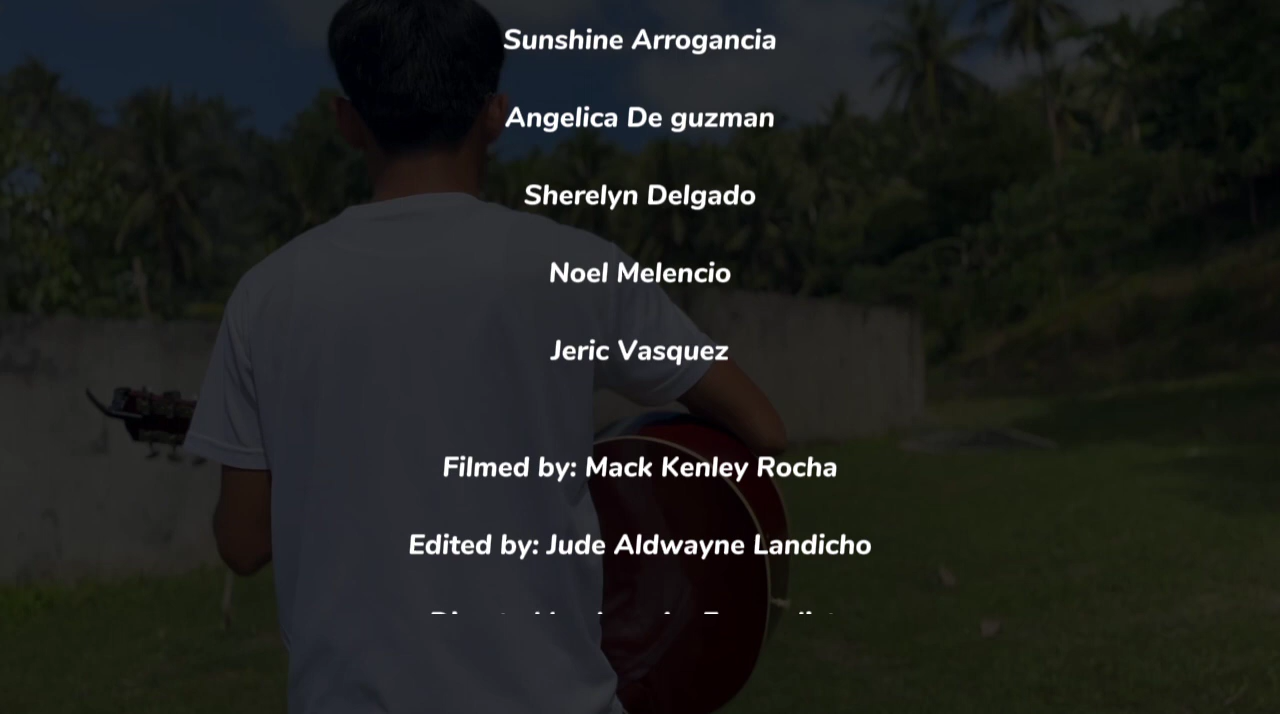 Sunshine Arrogancia
Angelica De guzman
Sherelyn Delgado
Noel Melencio
Jeric Vasquez
Filmed by: Mack Kenley Rocha
Edited by: Jude Aldwayne Landicho